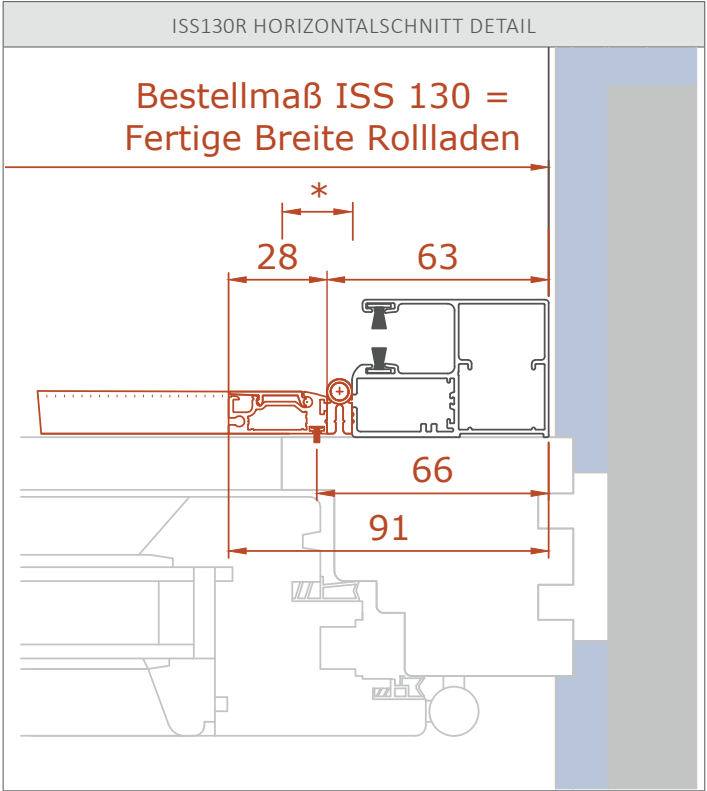 ISS130R HORIZONTALSCHNITT DETAIL
Bestellmaß ISS 130 =
Fertige Breite Rollladen
*
28
63
66
91